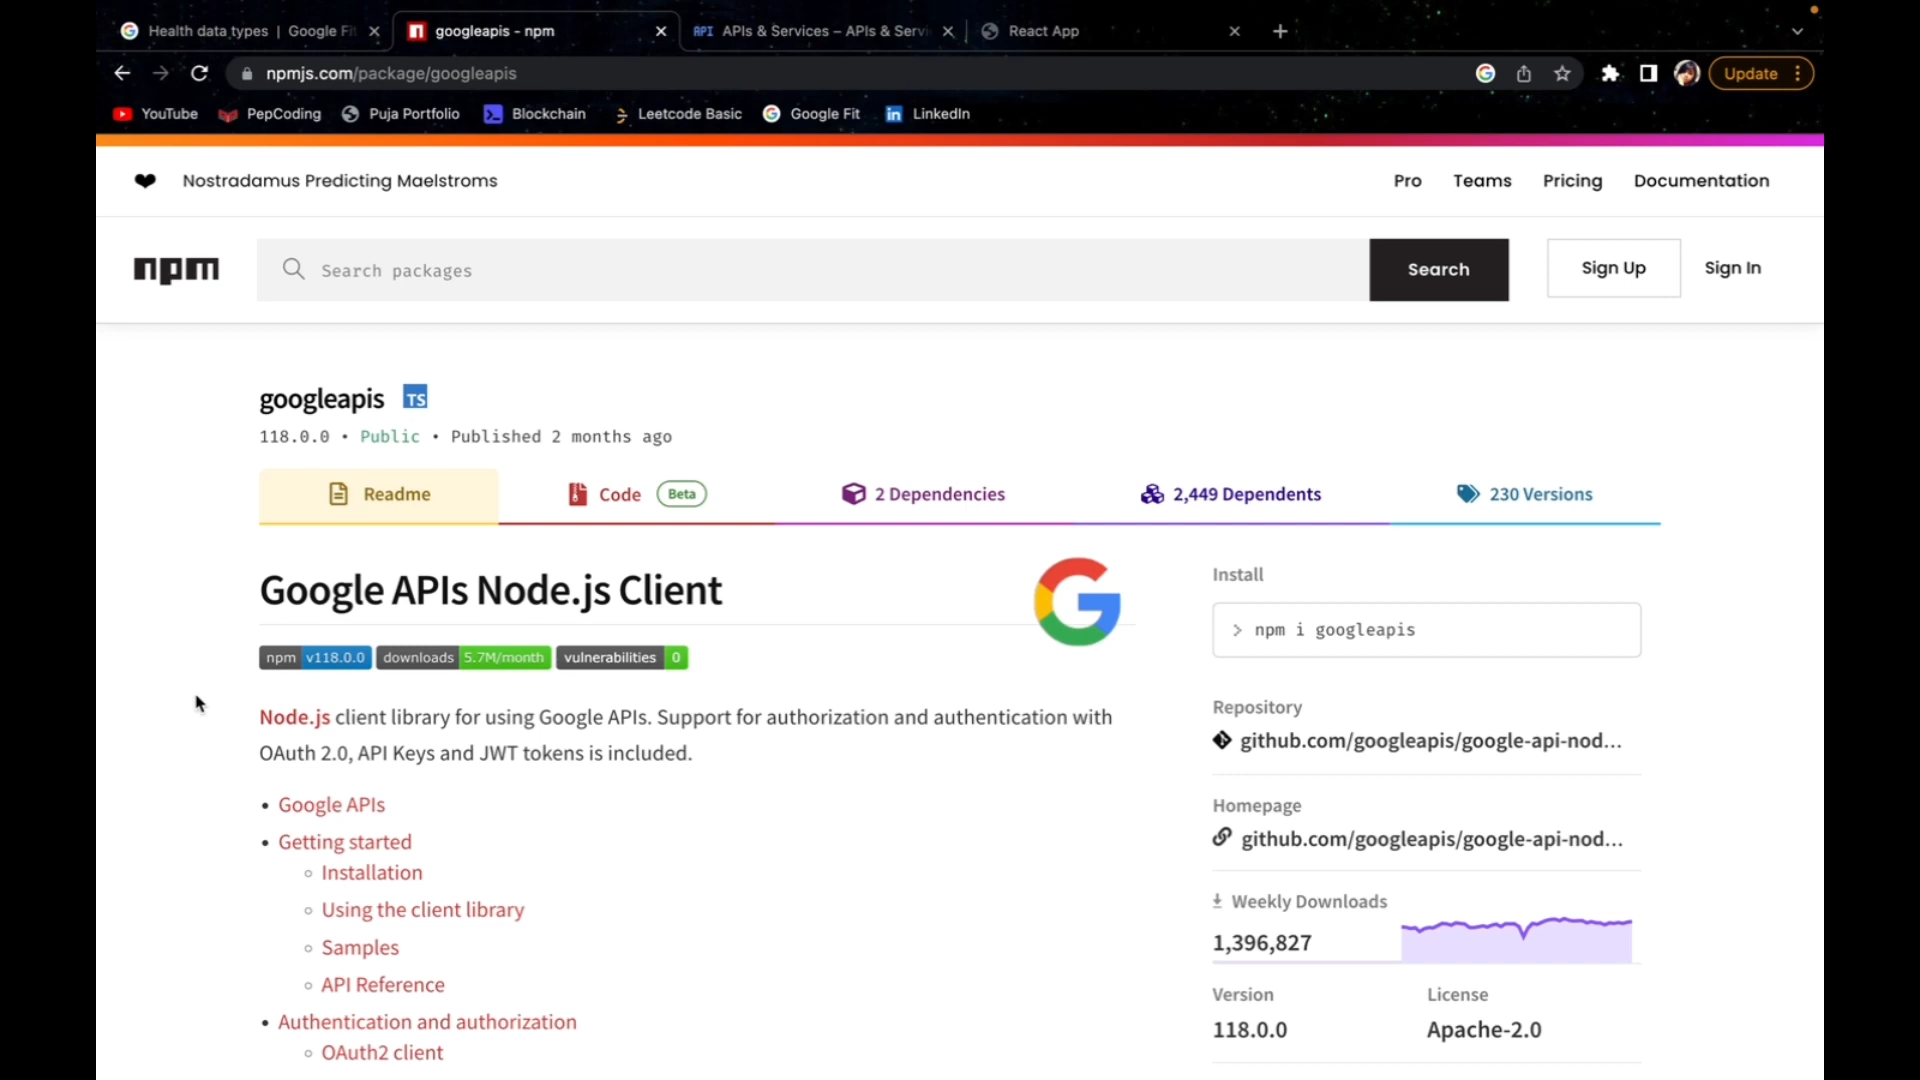 Health data types | Google Fi
googleapis - npm
API APIs & Services – APIs & Servi
React App
npmjs.com/package/googleapis
Update
YouTube
PepCoding
Puja Portfolio
Blockchain
Leetcode Basic
Google Fit
LinkedIn
Nostradamus Predicting Maelstroms
Pro
Teams
Pricing
Documentation
npm
Search packages
Search
Sign Up
Sign In
googleapis TS
118.0.0 • Public • Published 2 months ago
Readme
Code Beta
2 Dependencies
2,449 Dependents
230 Versions
Google APIs Node.js Client
npm v118.0.0 downloads 5.7M/month vulnerabilities 0
Node.js client library for using Google APIs. Support for authorization and authentication with
OAuth 2.0, API Keys and JWT tokens is included.
• Google APIs
• Getting started
◦ Installation
◦ Using the client library
◦ Samples
◦ API Reference
• Authentication and authorization
◦ OAuth2 client
Install
> npm i googleapis
Repository
github.com/googleapis/google-api-nod...
Homepage
github.com/googleapis/google-api-nod...
Weekly Downloads
1,396,827
Version
License
118.0.0
Apache-2.0